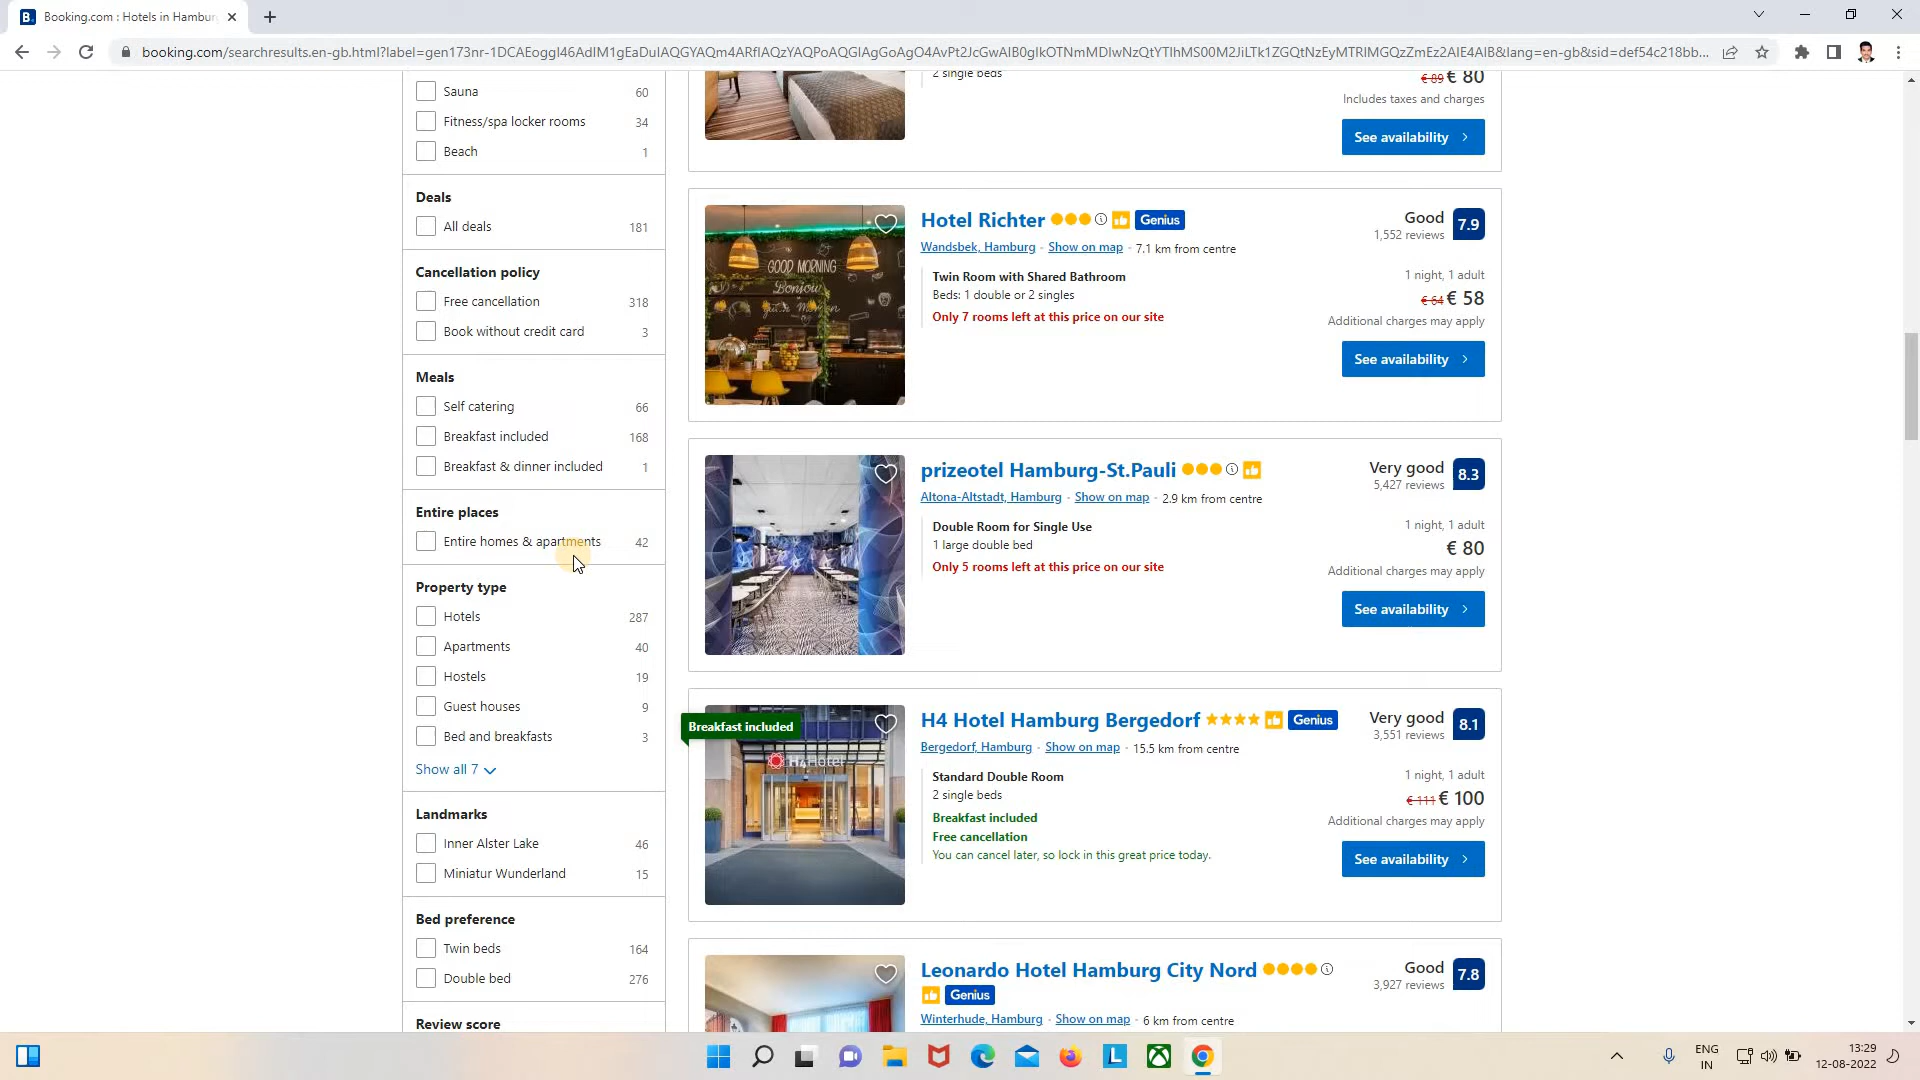 Booking.com : Hotels in Hambur
booking.com/searchresults.en-gb.html?label=gen173nr-1DCAEoggI46AdIM1gEaDuIAQGYAQm4ARfIAQzYAQPoAQGIAgGoAgO4AvPt2JcGwAIB0gIkOTNmMDIwNzQtYTlhMS00M2JiLTk1ZGQtNzEyMTRlMGQzZmEz2AIE4AIB&lang=en-gb&sid=def54c218bb...
Sauna 60
Fitness/spa locker rooms 34
Beach 1
Deals
All deals 181
Cancellation policy
Free cancellation 318
Book without credit card 3
Meals
Self catering 66
Breakfast included 168
Breakfast & dinner included 1
Entire places
Entire homes & apartments 42
Property type
Hotels 287
Apartments 40
Hostels 19
Guest houses 9
Bed and breakfasts 3
Show all 7
Landmarks
Inner Alster Lake 46
Miniatur Wunderland 15
Bed preference
Twin beds 164
Double bed 276
Review score
2 single beds
€ 89 € 80
Includes taxes and charges
See availability
GOOD MORNING
Bonjour
Hotel Richter Genius
Wandsbek, Hamburg - Show on map - 7.1 km from centre
Good 7.9
1,552 reviews
Twin Room with Shared Bathroom
Beds: 1 double or 2 singles
Only 7 rooms left at this price on our site
1 night, 1 adult
€ 64 € 58
Additional charges may apply
See availability
prizeotel Hamburg-St.Pauli
Altona-Altstadt, Hamburg - Show on map - 2.9 km from centre
Very good 8.3
5,427 reviews
Double Room for Single Use
1 large double bed
Only 5 rooms left at this price on our site
1 night, 1 adult
€ 80
Additional charges may apply
See availability
Breakfast included
H4 Hotel
H4 Hotel Hamburg Bergedorf Genius
Bergedorf, Hamburg - Show on map - 15.5 km from centre
Very good 8.1
3,551 reviews
Standard Double Room
2 single beds
Breakfast included
Free cancellation
You can cancel later, so lock in this great price today.
1 night, 1 adult
€ 111 € 100
Additional charges may apply
See availability
Leonardo Hotel Hamburg City Nord
Genius
Winterhude, Hamburg - Show on map - 6 km from centre
Good 7.8
3,927 reviews
ENG
IN
13:29
12-08-2022